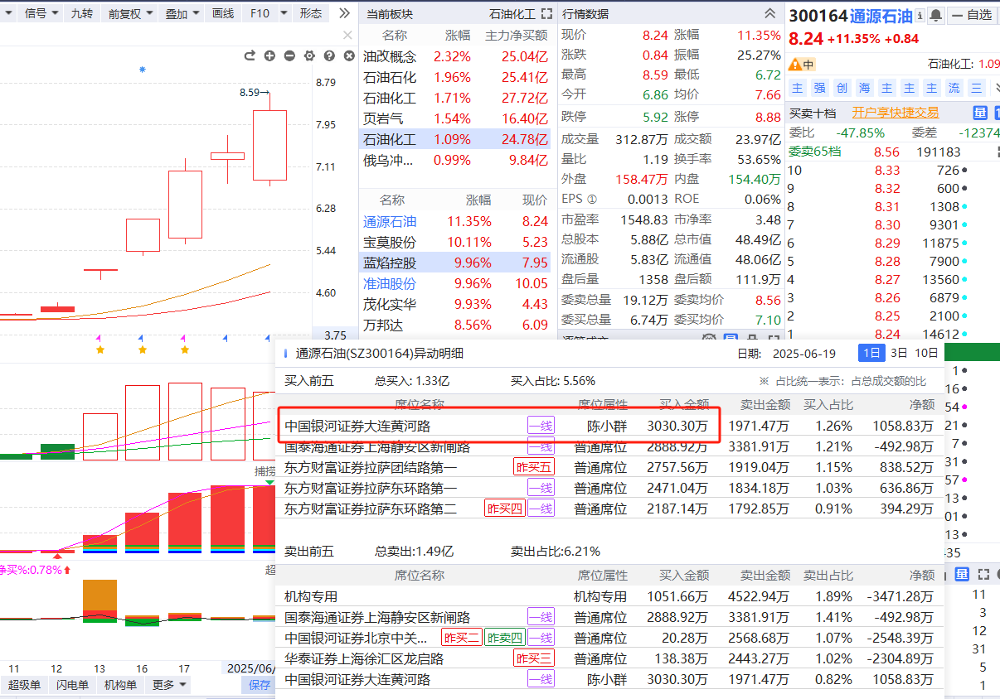 信号 九转 前复权 叠加 画线 F10 形态
8.59
8.79
7.95
7.11
6.28
5.44
4.60
3.75
捕捞
净买%:0.78%
超
11 12 13 16 17 2025/06/
超级单 闪电单 机构单 更多 保存
当前板块 石油化工
名称 涨幅 主力净买额
油改概念 2.32% 25.04亿
石油石化 1.96% 25.41亿
石油化工 1.71% 27.72亿
页岩气 1.54% 16.40亿
石油化工 1.09% 24.78亿
俄乌冲... 0.99% 9.84亿
名称 涨幅 现价
通源石油 11.35% 8.24
宝莫股份 10.11% 5.23
蓝焰控股 9.96% 7.95
准油股份 9.96% 10.05
茂化实华 9.93% 4.43
万邦达 8.56% 6.09
行情数据
现价 8.24 涨幅 11.35%
涨跌 0.84 振幅 25.27%
最高 8.59 最低 6.72
今开 6.86 均价 7.66
跌停 5.92 涨停 8.88
成交量 312.87万 成交额 23.97亿
量比 1.19 换手率 53.65%
外盘 158.47万 内盘 154.40万
EPS ① 0.0013 ROE 0.06%
市盈率 1548.83 市净率 3.48
总股本 5.88亿 总市值 48.49亿
流通股 5.83亿 流通值 48.06亿
盘后量 1358 盘后额 111.9万
委卖总量 19.12万 委卖均价 8.56
委买总量 6.74万 委买均价 7.10
300164 通源石油 自选
8.24 +11.35% +0.84
中 石油化工: 1.09
主 强 创 海 主 主 主 流 三
买卖十档 开户享快捷交易 量
委比 -47.85% 委差 -12374
委卖65档 8.56 191183
10 8.33 726
9 8.32 600
8 8.31 1308
7 8.30 9301
6 8.29 11875
5 8.28 7900
4 8.27 13560
3 8.26 6879
2 8.25 2100
1 8.24 14612
通源石油(SZ300164)异动明细 日期: 2025-06-19 1日 3日 10日
买入前五 总买入: 1.33亿 买入占比: 5.56% ※ 占比统一表示: 占总成交额的比
席位名称 席位属性 买入金额 卖出金额 买入占比 净额
中国银河证券大连黄河路 一线 陈小群 3030.30万 1971.47万 1.26% 1058.83万
国泰海通证券上海静安区新闸路 一线 普通席位 2888.92万 3381.91万 1.21% -492.98万
东方财富证券拉萨团结路第一 昨买五 普通席位 2757.56万 1919.04万 1.15% 838.52万
东方财富证券拉萨东环路第一 一线 普通席位 2471.04万 1834.18万 1.03% 636.86万
东方财富证券拉萨东环路第二 昨买四 一线 普通席位 2187.14万 1792.85万 0.91% 394.29万
卖出前五 总卖出:1.49亿 卖出占比:6.21%
席位名称 席位属性 买入金额 卖出金额 卖出占比 净额
机构专用 机构专用 1051.66万 4522.94万 1.89% -3471.28万
国泰海通证券上海静安区新闸路 一线 普通席位 2888.92万 3381.91万 1.41% -492.98万
中国银河证券北京中关... 昨买二 昨卖四 一线 普通席位 20.28万 2568.68万 1.07% -2548.39万
华泰证券上海徐汇区龙启路 昨买三 普通席位 138.38万 2443.27万 1.02% -2304.89万
中国银河证券大连黄河路 一线 陈小群 3030.30万 1971.47万 0.82% 1058.83万
1
16
54
21
7
31
57
13
01
13
35
量
11
3
12
31
5
1